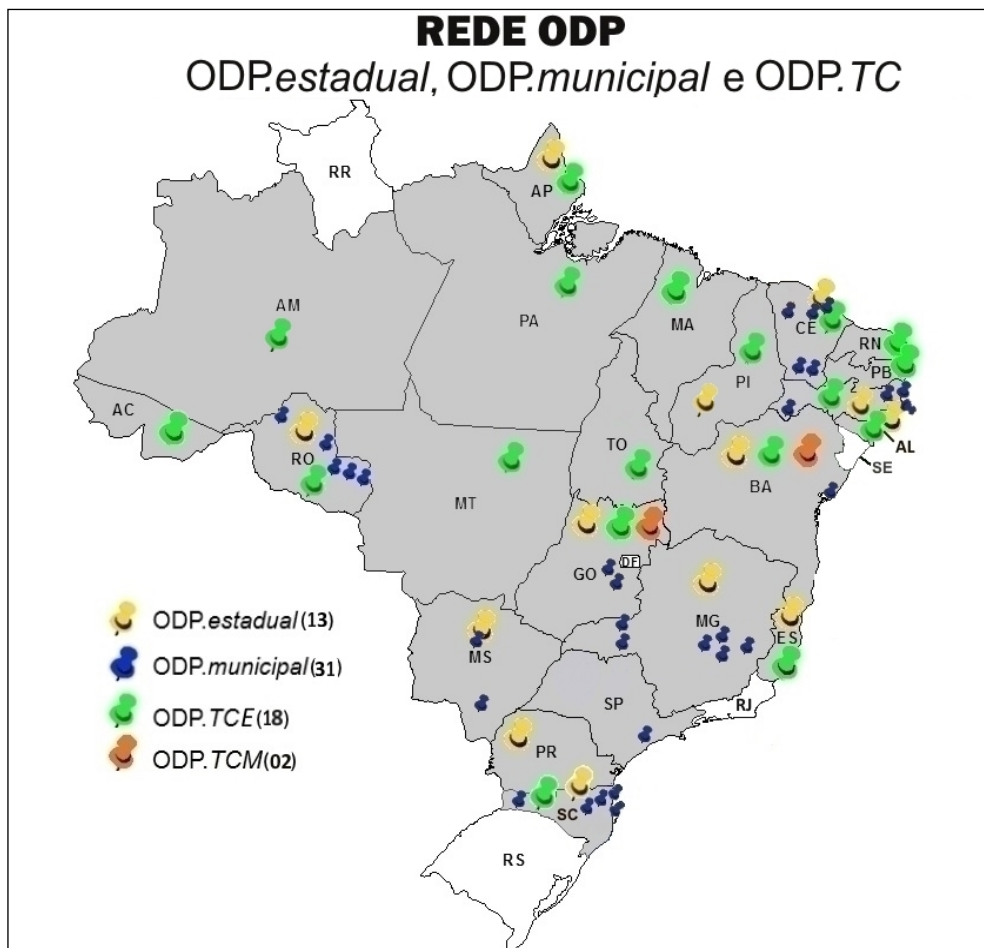 REDE ODP
ODP.estadual, ODP.municipal e ODP.TC
RR
AP
AM
PA
MA
CE
RN
PB
PI
AC
RO
TO
AL
SE
BA
MT
GO
DF
MG
ES
MS
SP
RJ
PR
SC
RS
ODP.estadual(13)
ODP.municipal(31)
ODP.TCE(18)
ODP.TCM(02)